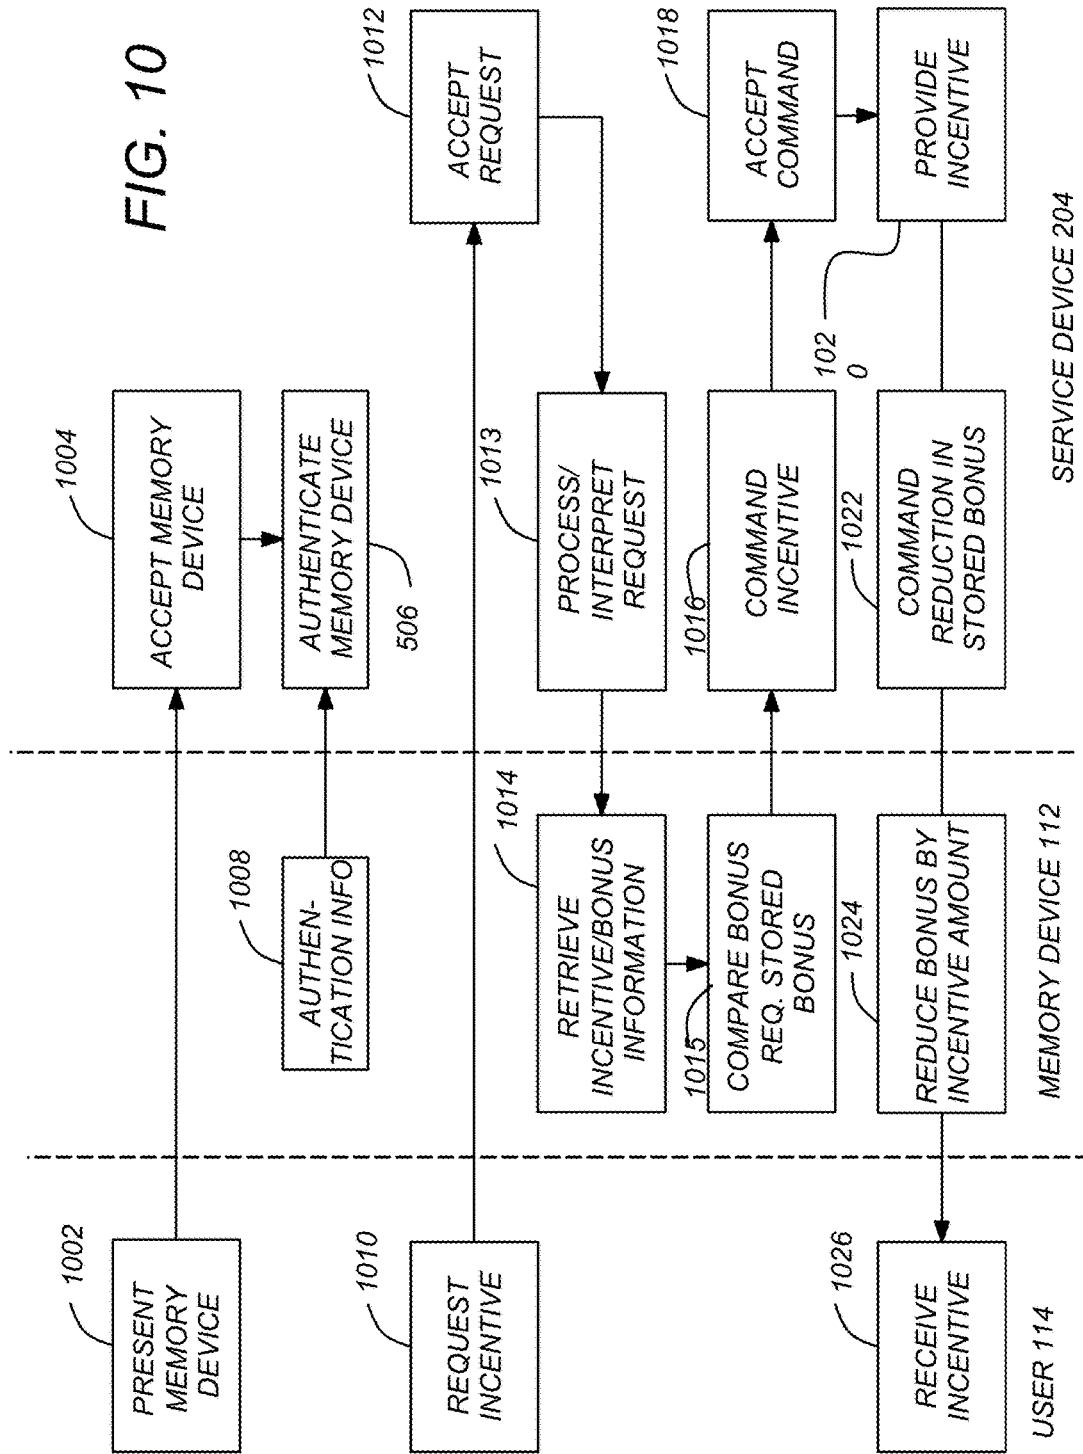 FIG. 10
1002
PRESENT
MEMORY
DEVICE
1004
ACCEPT MEMORY
DEVICE
1008
AUTHEN-
TICATION INFO
AUTHENTICATE
MEMORY DEVICE
506
1010
REQUEST
INCENTIVE
1012
ACCEPT
REQUEST
1013
PROCESS/
INTERPRET
REQUEST
1014
RETRIEVE
INCENTIVE/BONUS
INFORMATION
1015
COMPARE BONUS
REQ. STORED
BONUS
1016
COMMAND
INCENTIVE
1018
ACCEPT
COMMAND
102
0
PROVIDE
INCENTIVE
1022
COMMAND
REDUCTION IN
STORED BONUS
1024
REDUCE BONUS BY
INCENTIVE AMOUNT
1026
RECEIVE
INCENTIVE
USER 114
MEMORY DEVICE 112
SERVICE DEVICE 204